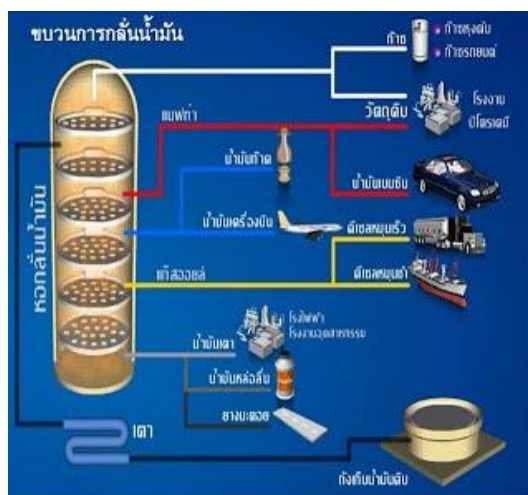 ขบวนการกลั่นน้ำมัน
ก๊าซ
ก๊าซหุงต้ม
ก๊าซรถยนต์
แนฟทา
วัตถุดิบ
โรงงาน
ปิโตรเคมี
น้ำมันก๊าด
น้ำมันเบนซิน
หอกลั่นน้ำมัน
น้ำมันเครื่องบิน
ดีเซลหมุนเร็ว
แก๊สออยล์
ดีเซลหมุนช้า
โรงไฟฟ้า
โรงงานอุตสาหกรรม
น้ำมันเตา
น้ำมันหล่อลื่น
ยางมะตอย
เตา
ถังเก็บน้ำมันดิบ